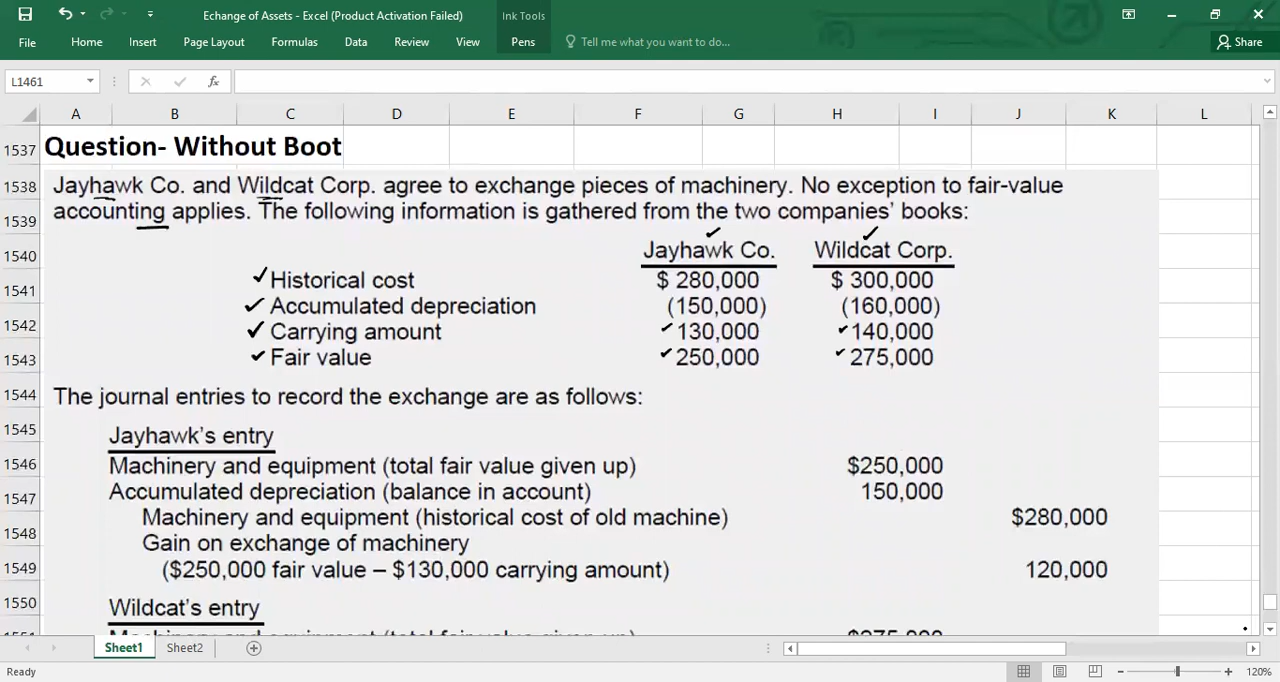 Echange of Assets - Excel (Product Activation Failed)
Ink Tools
File Home Insert Page Layout Formulas Data Review View Pens Tell me what you want to do... Share
L1461 fx
A B C D E F G H I J K L
1537 Question- Without Boot
1538 Jayhawk Co. and Wildcat Corp. agree to exchange pieces of machinery. No exception to fair-value
1539 accounting applies. The following information is gathered from the two companies' books:
1540 Jayhawk Co. Wildcat Corp.
1541 Historical cost $ 280,000 $ 300,000
Accumulated depreciation (150,000) (160,000)
1542 Carrying amount 130,000 140,000
1543 Fair value 250,000 275,000
1544 The journal entries to record the exchange are as follows:
1545 Jayhawk's entry
1546 Machinery and equipment (total fair value given up) $250,000
1547 Accumulated depreciation (balance in account) 150,000
Machinery and equipment (historical cost of old machine) $280,000
1548 Gain on exchange of machinery
1549 ($250,000 fair value – $130,000 carrying amount) 120,000
1550 Wildcat's entry
Sheet1 Sheet2
Ready 120%